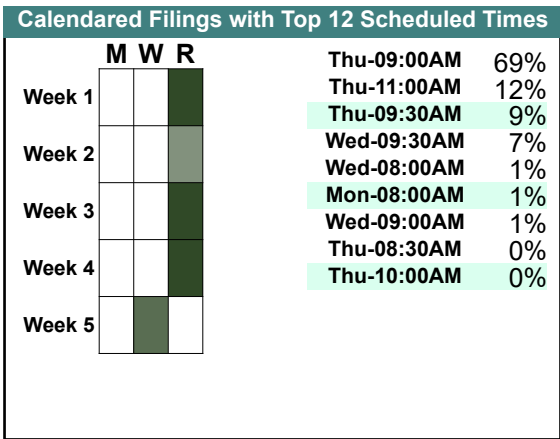 Calendared Filings with Top 12 Scheduled Times
M W R
Week 1
Week 2
Week 3
Week 4
Week 5
Thu-09:00AM 69%
Thu-11:00AM 12%
Thu-09:30AM 9%
Wed-09:30AM 7%
Wed-08:00AM 1%
Mon-08:00AM 1%
Wed-09:00AM 1%
Thu-08:30AM 0%
Thu-10:00AM 0%